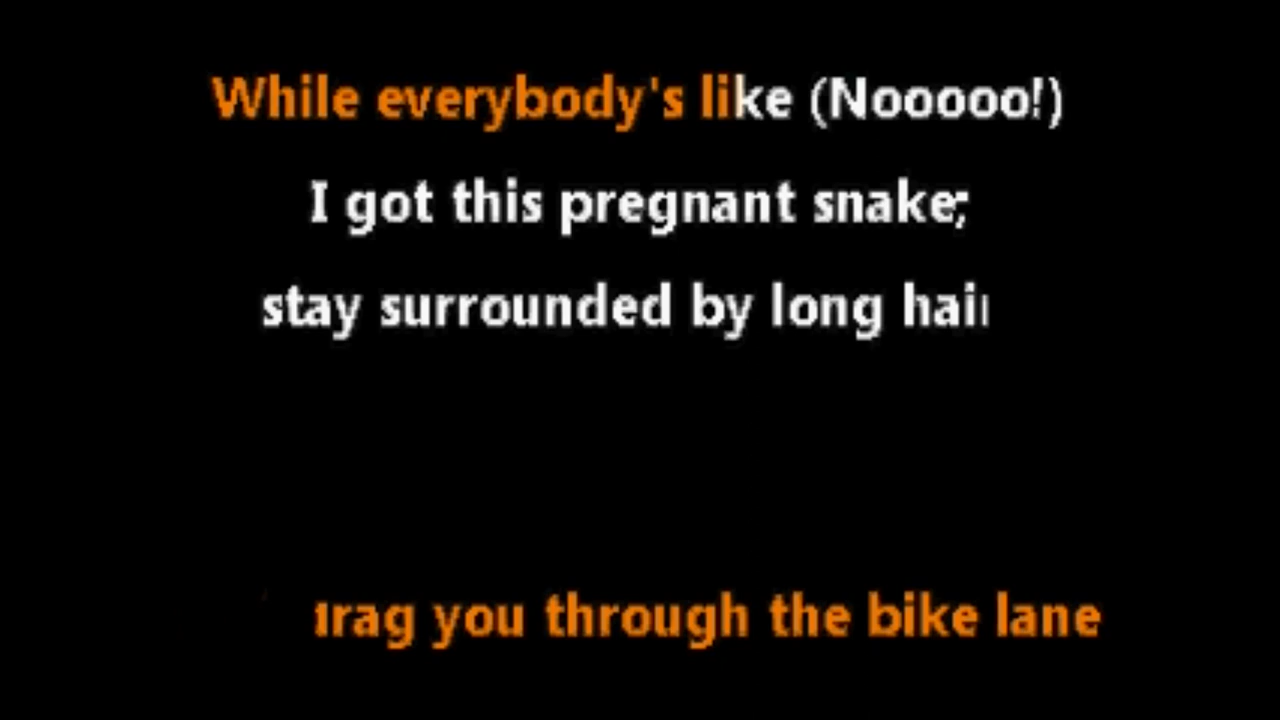 While everybody's like (Nooooo!)
I got this pregnant snake;
stay surrounded by long
you through the bike lane